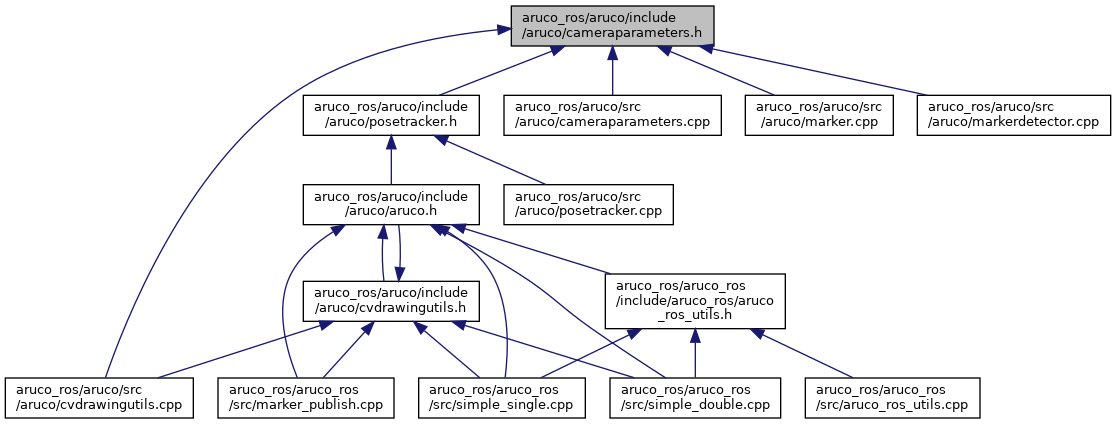 aruco_ros/aruco/include
/aruco/cameraparameters.h
aruco_ros/aruco/include
/aruco/posetracker.h
aruco_ros/aruco/src
/aruco/cameraparameters.cpp
aruco_ros/aruco/src
/aruco/marker.cpp
aruco_ros/aruco/src
/aruco/markerdetector.cpp
aruco_ros/aruco/include
/aruco/aruco.h
aruco_ros/aruco/src
/aruco/posetracker.cpp
aruco_ros/aruco/include
/aruco/cvdrawingutils.h
aruco_ros/aruco_ros
/include/aruco_ros/aruco
_ros_utils.h
aruco_ros/aruco/src
/aruco/cvdrawingutils.cpp
aruco_ros/aruco_ros
/src/marker_publish.cpp
aruco_ros/aruco_ros
/src/simple_single.cpp
aruco_ros/aruco_ros
/src/simple_double.cpp
aruco_ros/aruco_ros
/src/aruco_ros_utils.cpp